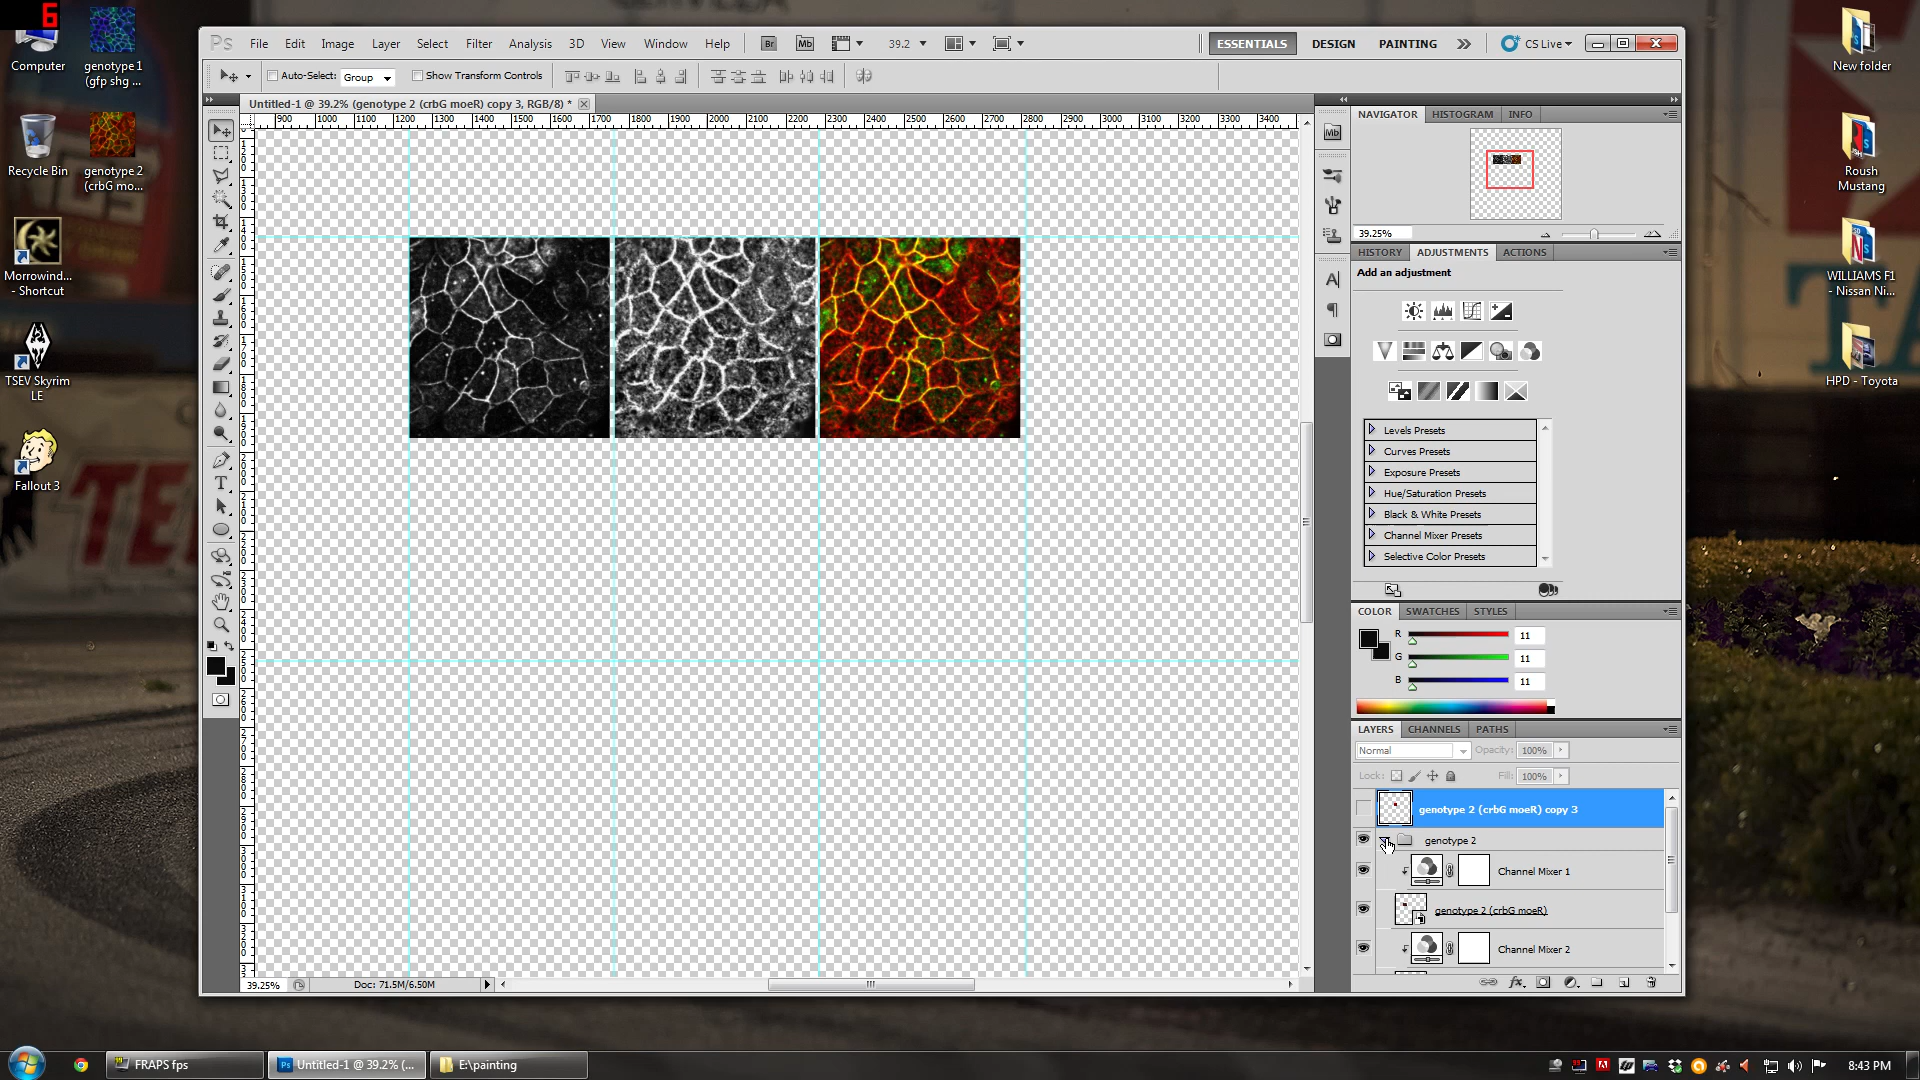 6
Computer
genotype 1
(gfp shg ...
Recycle Bin
genotype 2
(crbG mo...
Morrowind...
- Shortcut
TSEV Skyrim
LE
Fallout 3
Ps File Edit Image Layer Select Filter Analysis 3D View Window Help Br Mb 39.2 ESSENTIALS DESIGN PAINTING CS Live
Auto-Select: Group Show Transform Controls
Untitled-1 @ 39.2% (genotype 2 (crbG moeR) copy 3, RGB/8) *
900 1000 1100 1200 1300 1400 1500 1600 1700 1800 1900 2000 2100 2200 2300 2400 2500 2600 2700 2800 2900 3000 3100 3200 3300 3400
NAVIGATOR HISTOGRAM INFO
Mb
39.25%
HISTORY ADJUSTMENTS ACTIONS
Add an adjustment
Levels Presets
Curves Presets
Exposure Presets
Hue/Saturation Presets
Black & White Presets
Channel Mixer Presets
Selective Color Presets
COLOR SWATCHES STYLES
R 11
G 11
B 11
LAYERS CHANNELS PATHS
Normal Opacity: 100%
Lock: Fill: 100%
genotype 2 (crbG moeR) copy 3
genotype 2
Channel Mixer 1
genotype 2 (crbG moeR)
Channel Mixer 2
39.25% Doc: 71.5M/6.50M
New folder
Roush
Mustang
WILLIAMS F1
- Nissan Ni...
HPD - Toyota
FRAPS fps
Untitled-1 @ 39.2% (...
E:\painting
8:43 PM